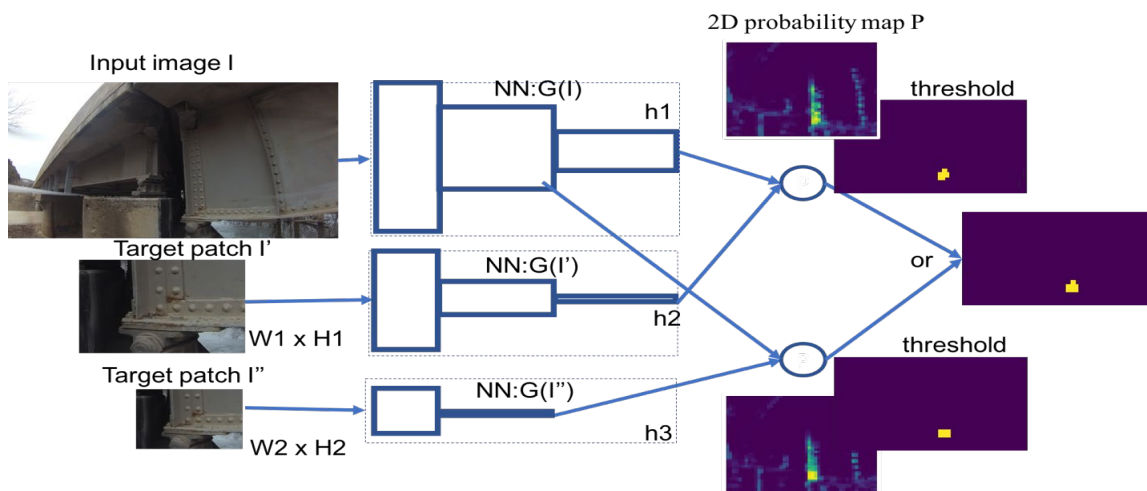 2D probability map P
Input image I
NN:G(I)
h1
threshold
Target patch I’
NN:G(I’)
W1 x H1
h2
or
threshold
Target patch I”
NN:G(I”)
W2 x H2
h3